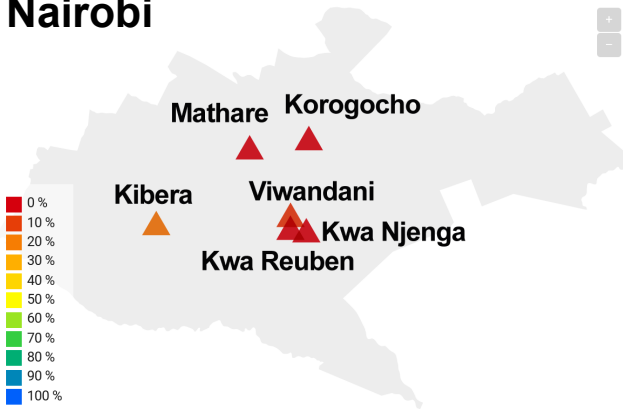 Nairobi
+
−
Mathare
Korogocho
Kibera
Viwandani
Kwa Njenga
Kwa Reuben
0 %
10 %
20 %
30 %
40 %
50 %
60 %
70 %
80 %
90 %
100 %